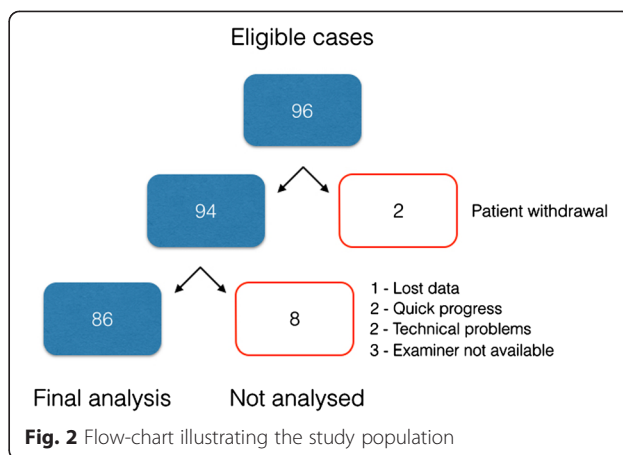 Eligible cases
96
94
2
Patient withdrawal
86
8
1 - Lost data
2 - Quick progress
2 - Technical problems
3 - Examiner not available
Final analysis
Not analysed
Fig. 2 Flow-chart illustrating the study population